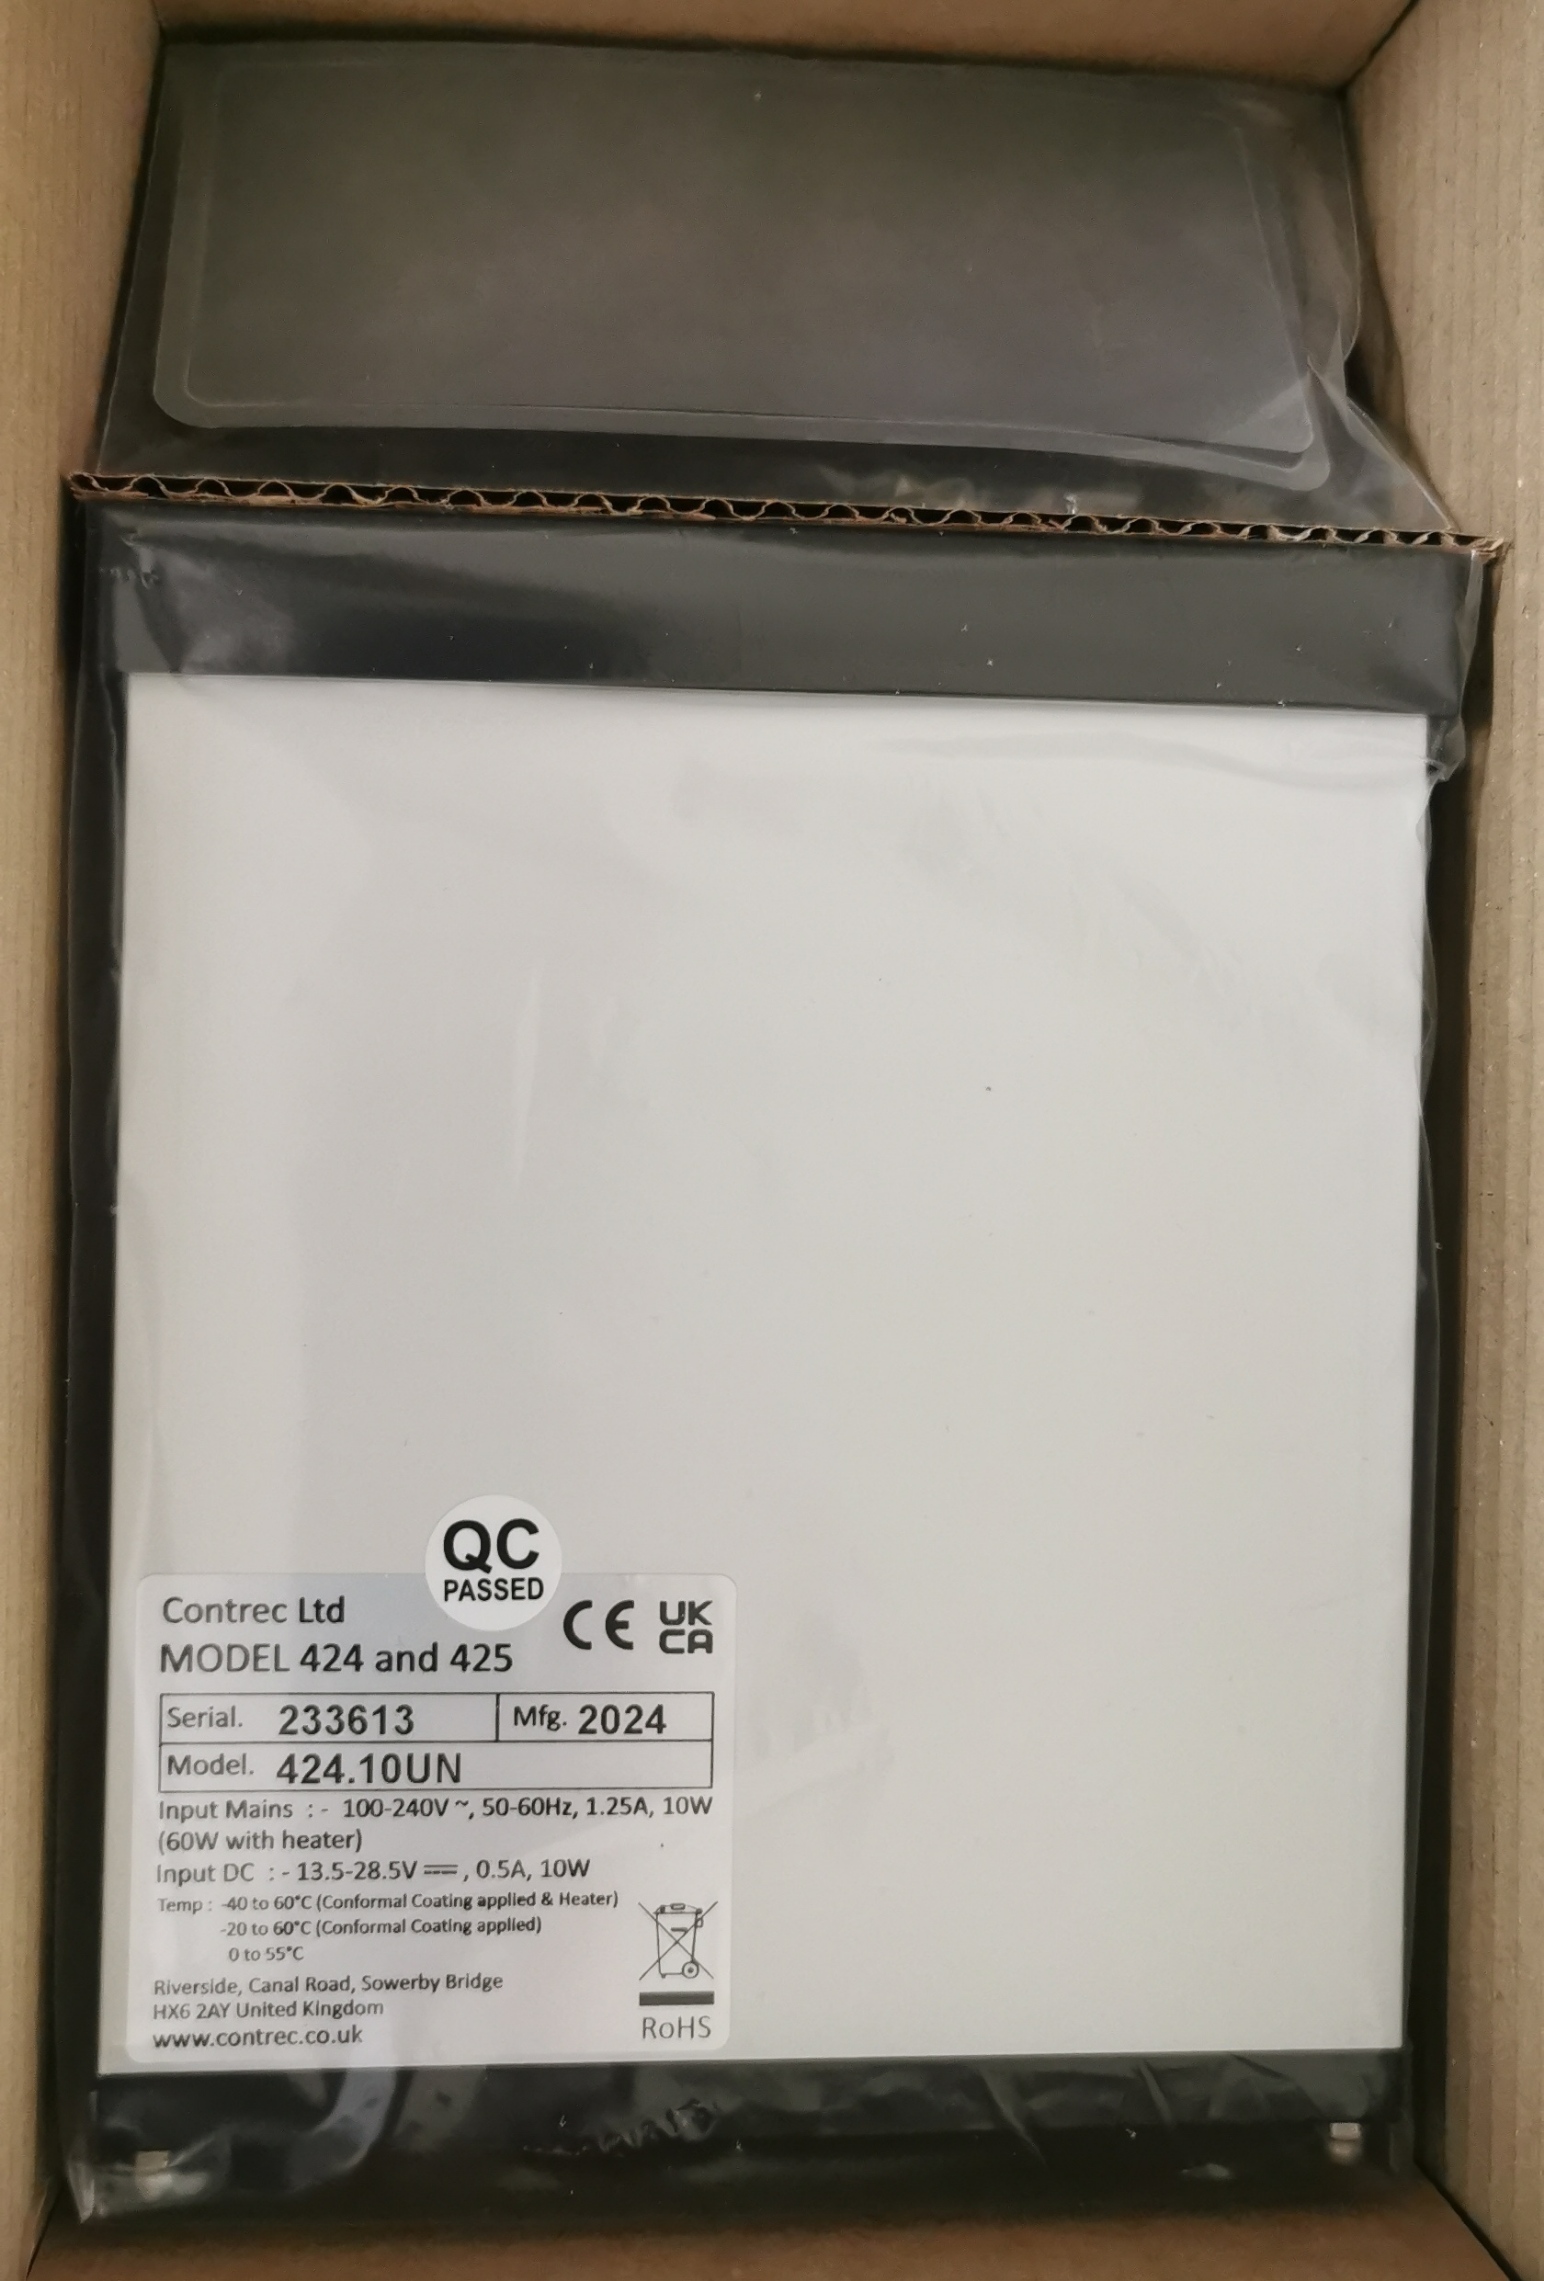 QC
PASSED
Contrec Ltd
CE
UK
CA
MODEL 424 and 425
Serial. 233613 Mfg. 2024
Model. 424.10UN
Input Mains : - 100-240V ~, 50-60Hz, 1.25A, 10W
(60W with heater)
Input DC : - 13.5-28.5V ⎓, 0.5A, 10W
Temp : -40 to 60°C (Conformal Coating applied & Heater)
-20 to 60°C (Conformal Coating applied)
0 to 55°C
Riverside, Canal Road, Sowerby Bridge
HX6 2AY United Kingdom
www.contrec.co.uk
RoHS